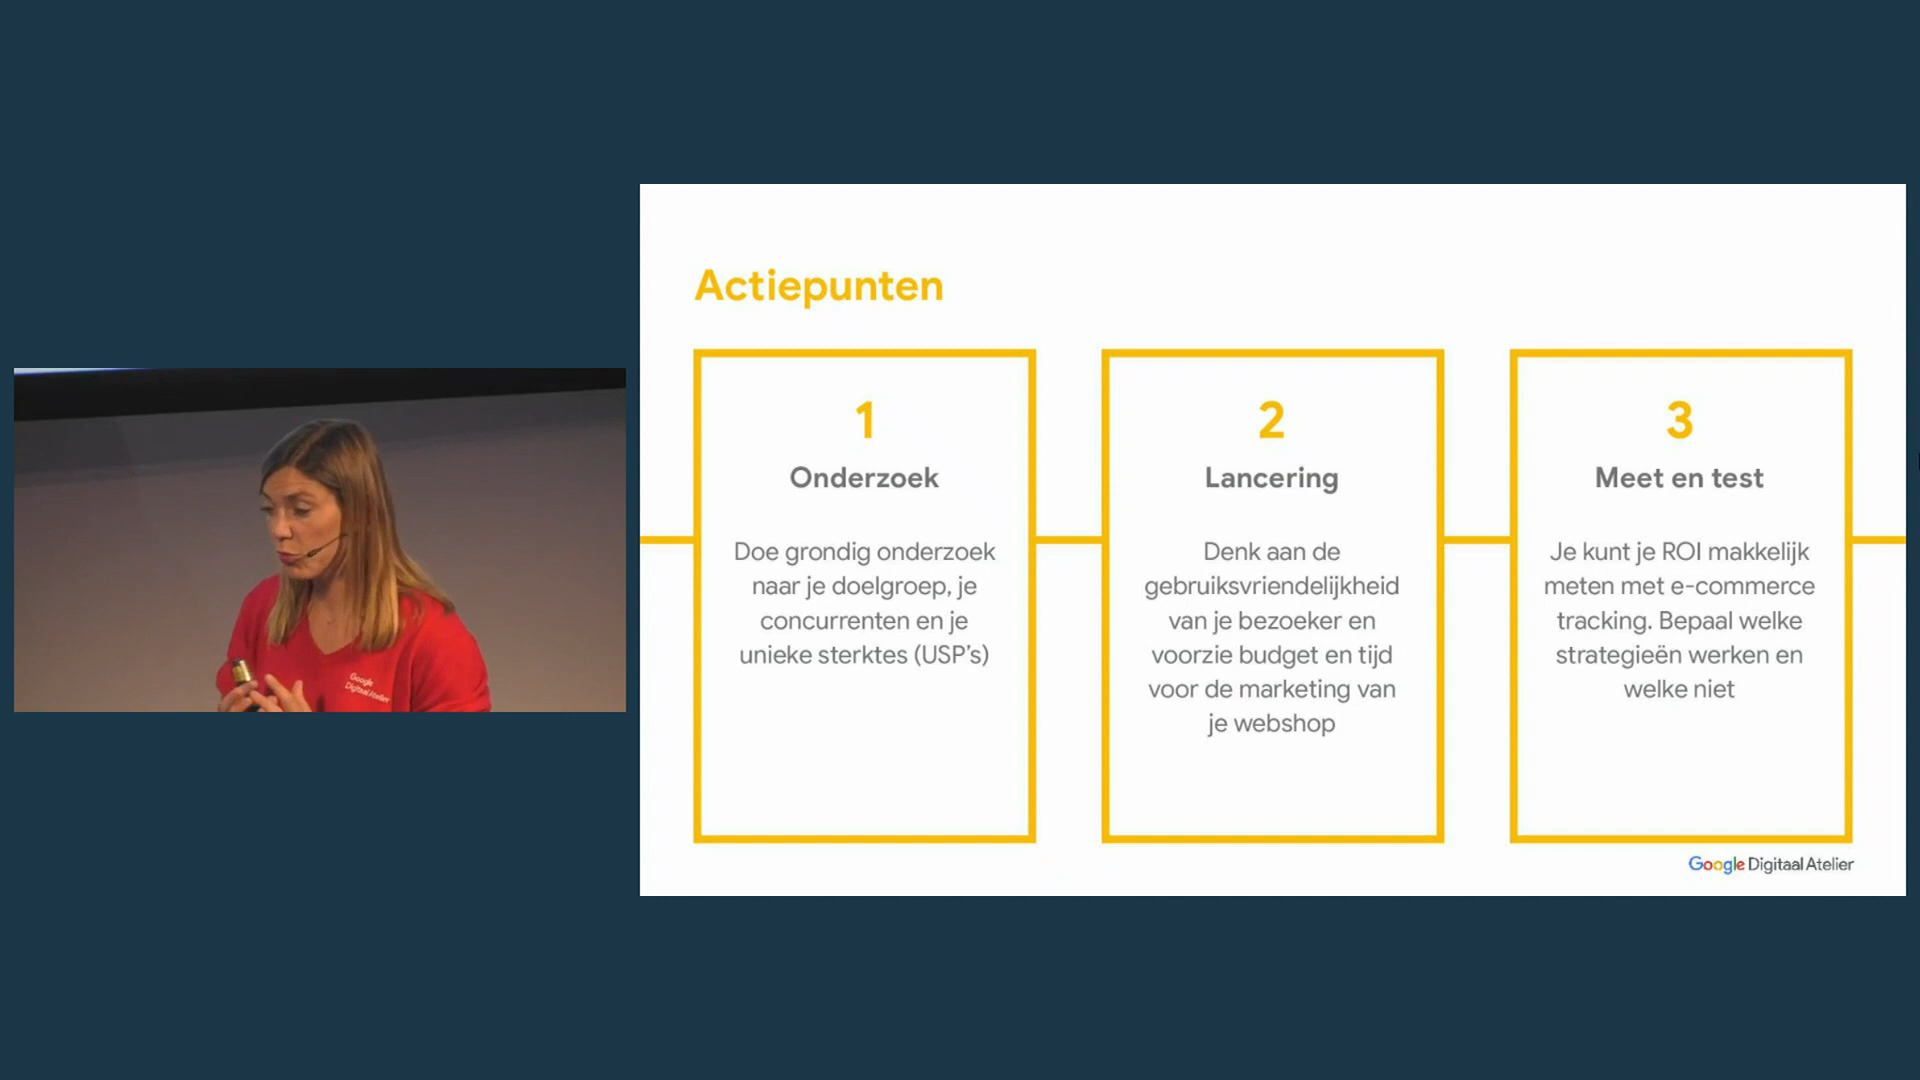 Actiepunten
1
Onderzoek
Doe grondig onderzoek
naar je doelgroep, je
concurrenten en je
unieke sterktes (USP's)
2
Lancering
Denk aan de
gebruiksvriendelijkheid
van je bezoeker en
voorzie budget en tijd
voor de marketing van
je webshop
3
Meet en test
Je kunt je ROI makkelijk
meten met e-commerce
tracking. Bepaal welke
strategieën werken en
welke niet
Google Digitaal Atelier
Google
Digitaal Atelier